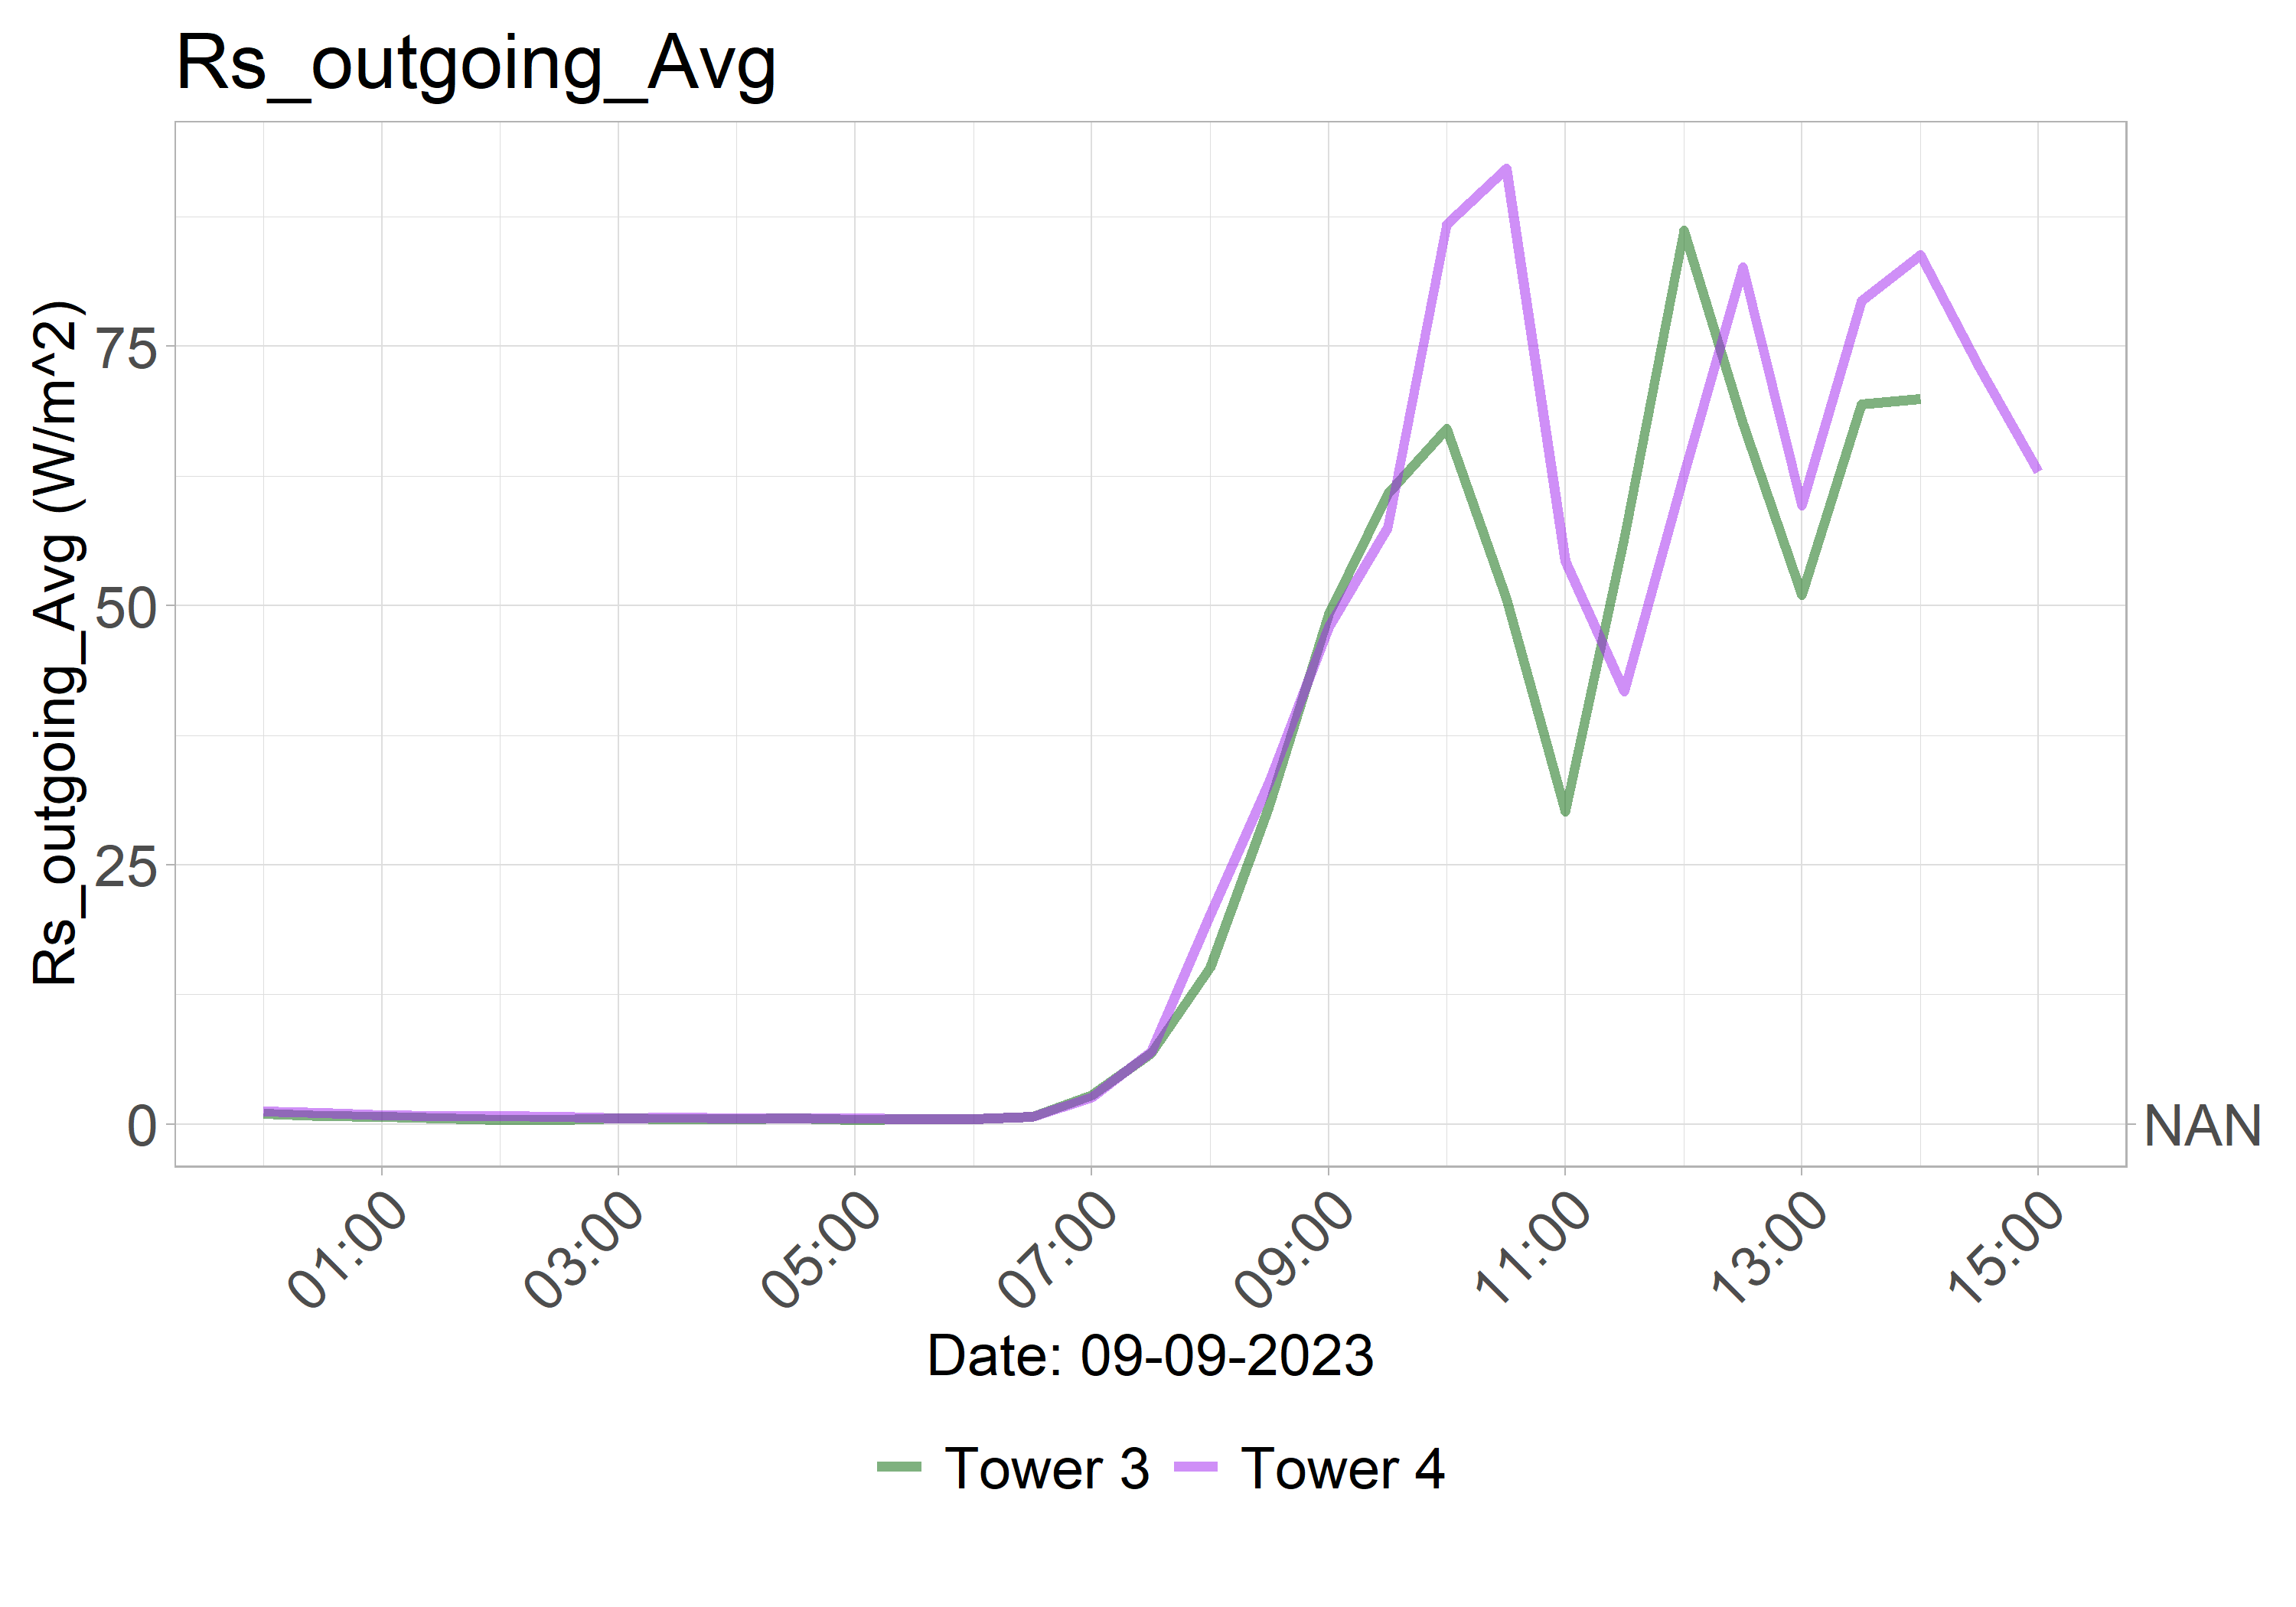 Rs_outgoing_Avg
Rs_outgoing_Avg (W/m^2)
75
50
25
0
NAN
01:00 03:00 05:00 07:00 09:00 11:00 13:00 15:00
Date: 09-09-2023
Tower 3 Tower 4